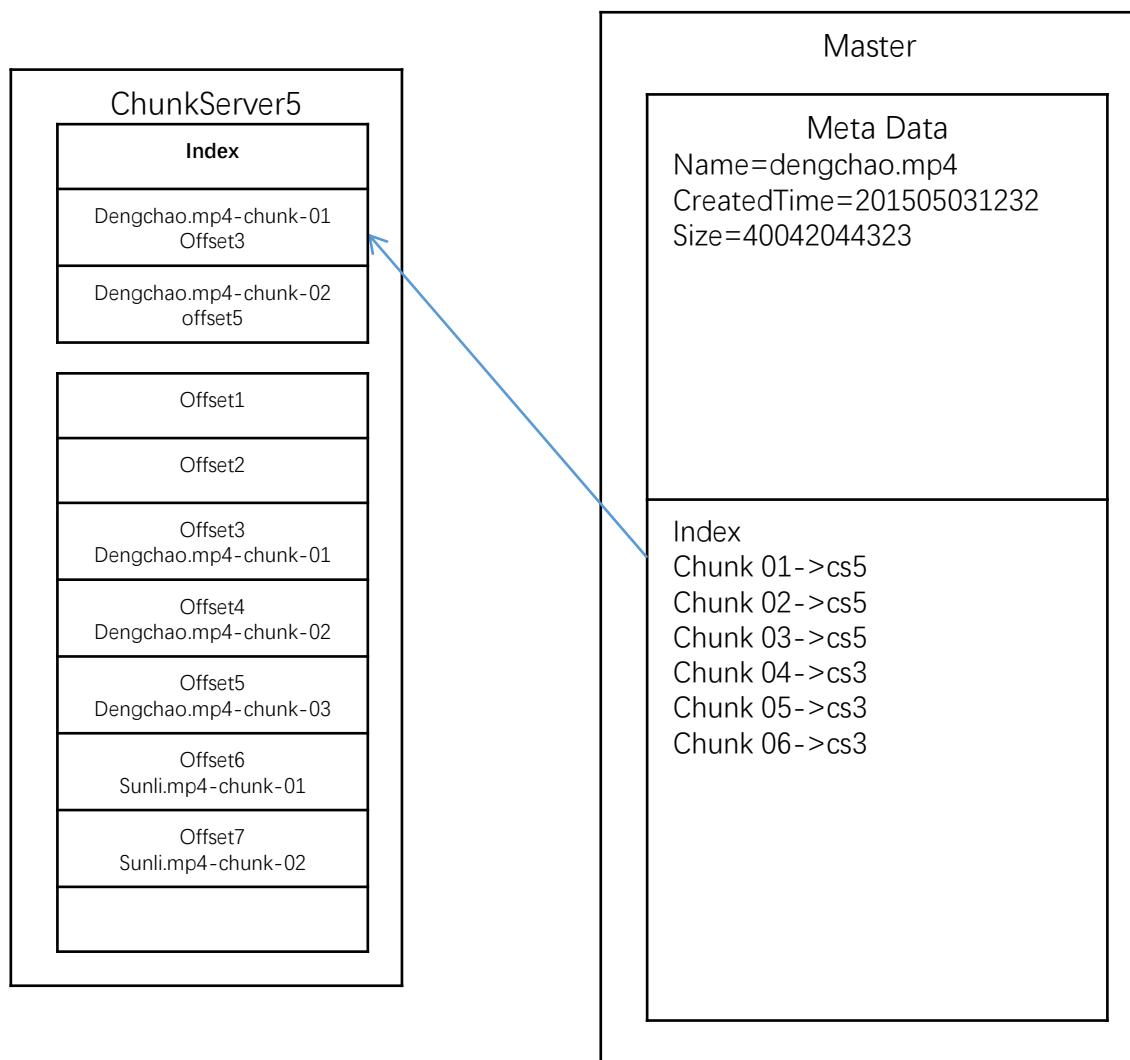 ChunkServer5
Index
Dengchao.mp4-chunk-01
Offset3
Dengchao.mp4-chunk-02
offset5
Offset1
Offset2
Offset3
Dengchao.mp4-chunk-01
Offset4
Dengchao.mp4-chunk-02
Offset5
Dengchao.mp4-chunk-03
Offset6
Sunli.mp4-chunk-01
Offset7
Sunli.mp4-chunk-02
Master
Meta Data
Name=dengchao.mp4
CreatedTime=201505031232
Size=40042044323
Index
Chunk 01->cs5
Chunk 02->cs5
Chunk 03->cs5
Chunk 04->cs3
Chunk 05->cs3
Chunk 06->cs3